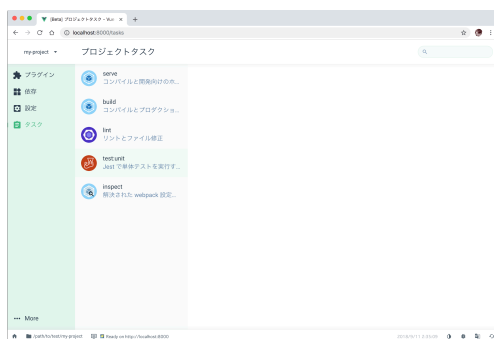 (Beta) プロジェクトタスク - Vue
localhost:8000/tasks
my-project
プロジェクトタスク
プラグイン
依存
設定
タスク
serve
コンパイルと開発向けのホ...
build
コンパイルとプロダクショ...
lint
リントとファイル修正
test:unit
Jest で単体テストを実行す...
inspect
解決された webpack 設定...
More
/path/to/test/my-project
Ready on http://localhost:8000